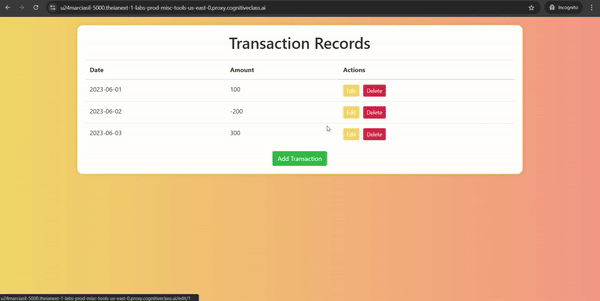 u24marciasil-5000.theianext-1-labs-prod-misc-tools-us-east-0.proxy.cognitiveclass.ai
Incognito
Transaction Records
Date Amount Actions
2023-06-01 100 Edit Delete
2023-06-02 -200 Edit Delete
2023-06-03 300 Edit Delete
Add Transaction
u24marciasil-5000.theianext-1-labs-prod-misc-tools-us-east-0.proxy.cognitiveclass.ai/edit/1